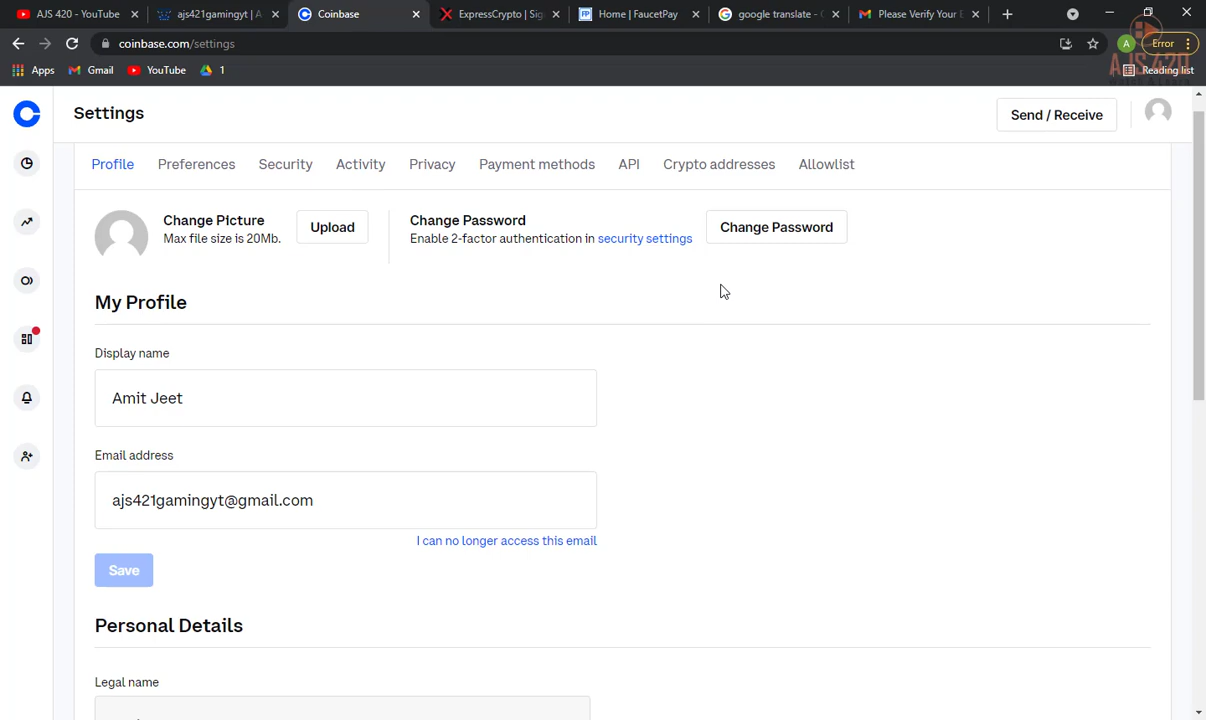 AJS 420 - YouTube
ajs421gamingyt | A
Coinbase
ExpressCrypto | Sig
Home | FaucetPay
google translate - G
Please Verify Your E
coinbase.com/settings
A
Error
Apps
Gmail
YouTube
1
AJS420
Reading list
Settings
Send / Receive
Profile
Preferences
Security
Activity
Privacy
Payment methods
API
Crypto addresses
Allowlist
Change Picture
Max file size is 20Mb.
Upload
Change Password
Enable 2-factor authentication in security settings
Change Password
My Profile
Display name
Amit Jeet
Email address
ajs421gamingyt@gmail.com
I can no longer access this email
Save
Personal Details
Legal name